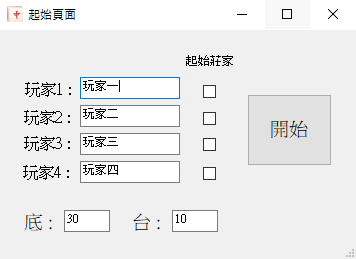 起始頁面
起始莊家
玩家1： 玩家一
玩家2： 玩家二
玩家3： 玩家三
玩家4： 玩家四
開始
底： 30 台： 10